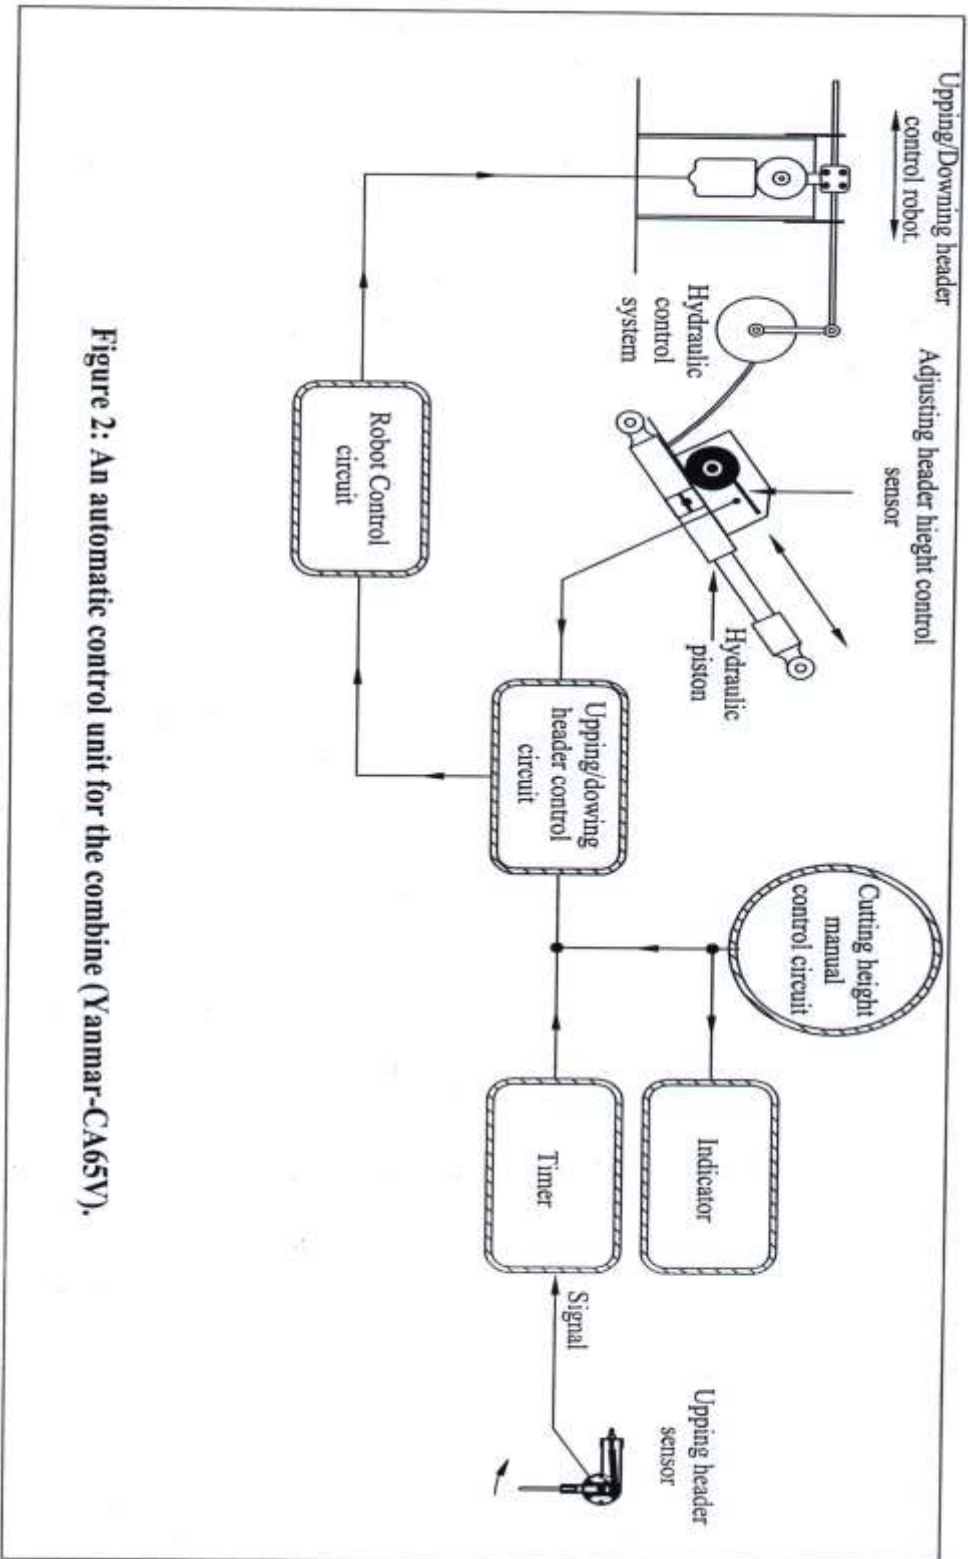 Upping/Downing header
control robot.
Adjusting header hieght control
sensor
Hydraulic
control
system
Hydraulic
piston
Cutting height
manual
control circuit
Indicator
Upping/dowing
header control
circuit
Timer
Signal
Upping header
sensor
Robot Control
circuit
Figure 2: An automatic control unit for the combine (Yanmar-CA65V).